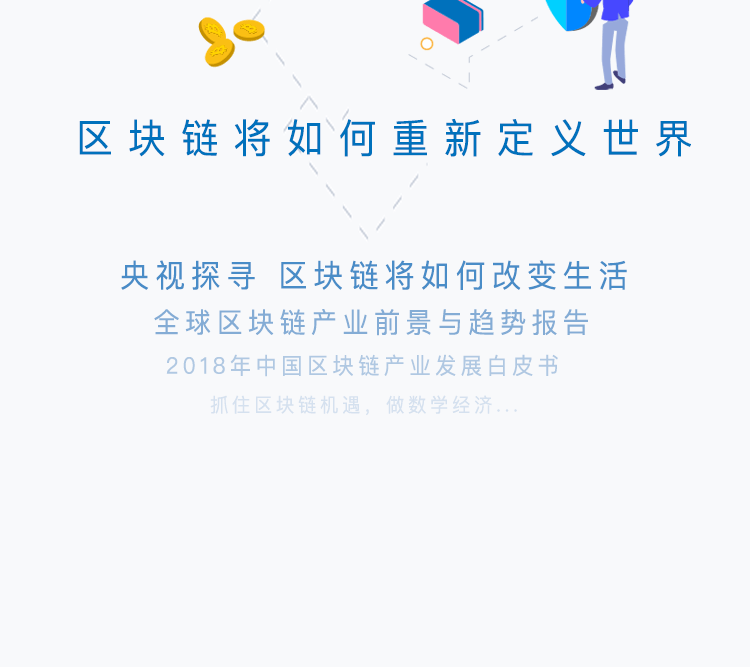 区块链将如何重新定义世界
央视探寻 区块链将如何改变生活
全球区块链产业前景与趋势报告
2018年中国区块链产业发展白皮书
抓住区块链机遇，做数学经济...